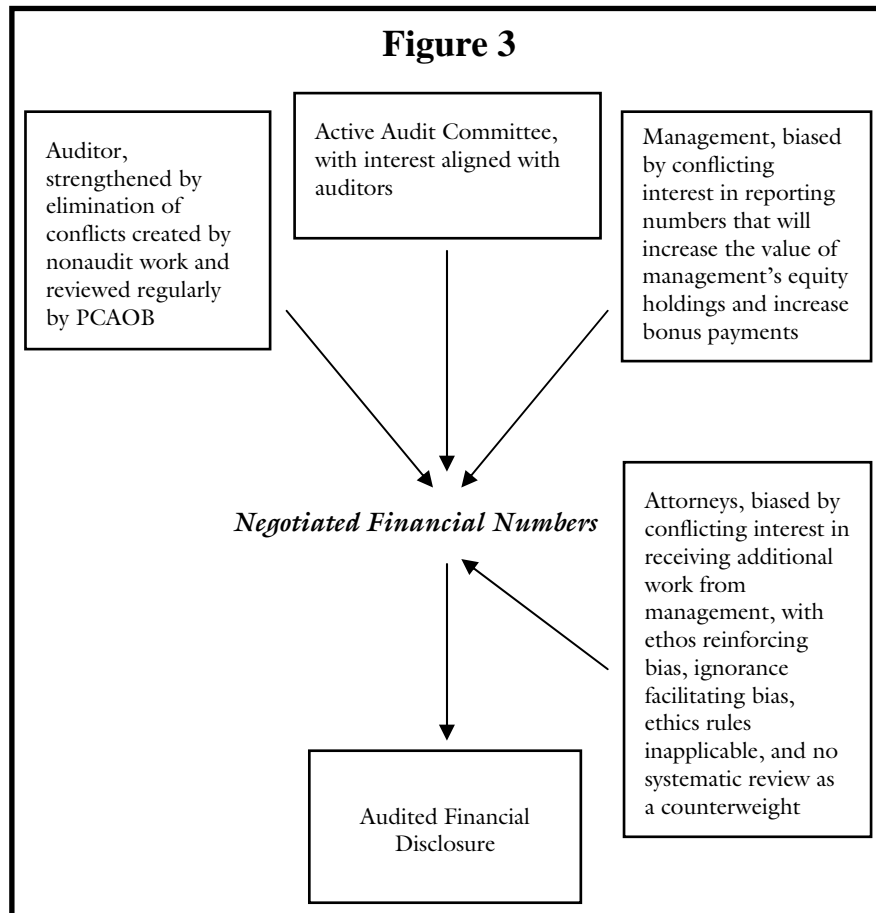 Figure 3
Auditor,
strengthened by
elimination of
conflicts created by
nonaudit work and
reviewed regularly
by PCAOB
Active Audit Committee,
with interest aligned with
auditors
Management, biased
by conflicting
interest in reporting
numbers that will
increase the value of
management’s equity
holdings and increase
bonus payments
Negotiated Financial Numbers
Attorneys, biased by
conflicting interest in
receiving additional
work from
management, with
ethos reinforcing
bias, ignorance
facilitating bias,
ethics rules
inapplicable, and no
systematic review as
a counterweight
Audited Financial
Disclosure